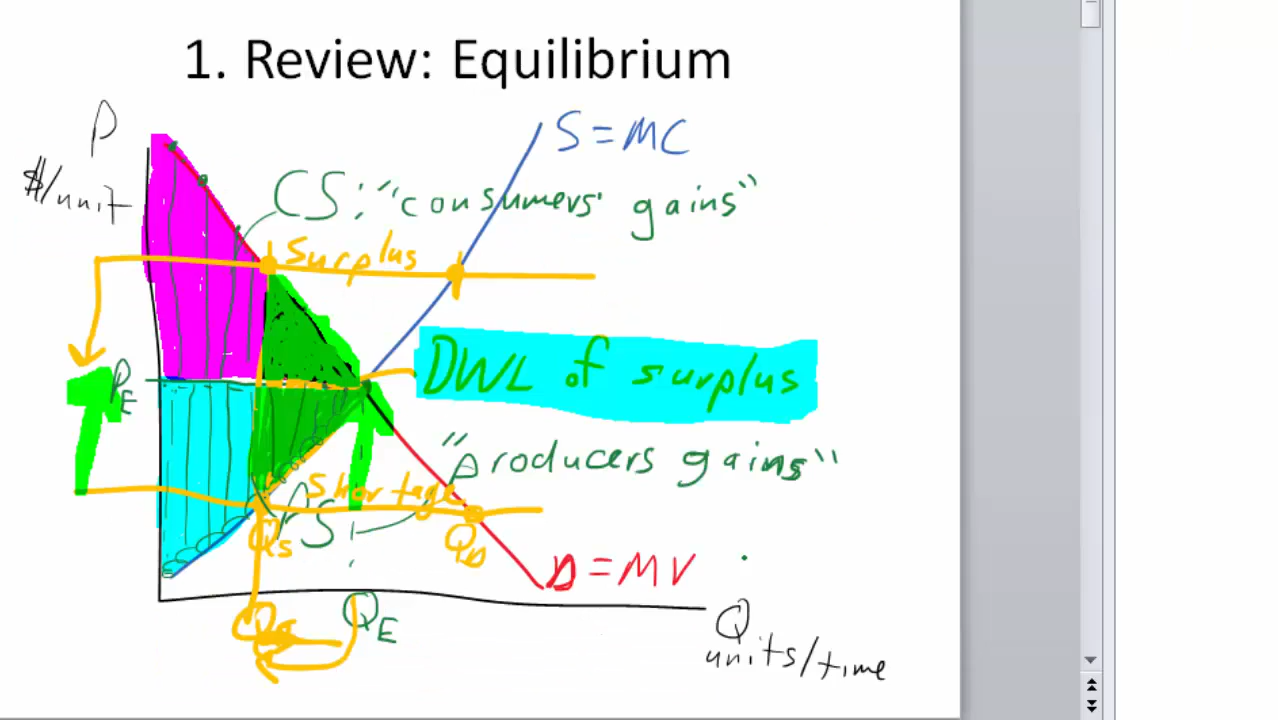 1. Review: Equilibrium
P
$/unit
S = MC
CS: "consumers' gains"
Surplus
DWL of surplus
PE
"producers gains"
Shortage
PS
QS
QD
D = MV
QE
Q
units/time